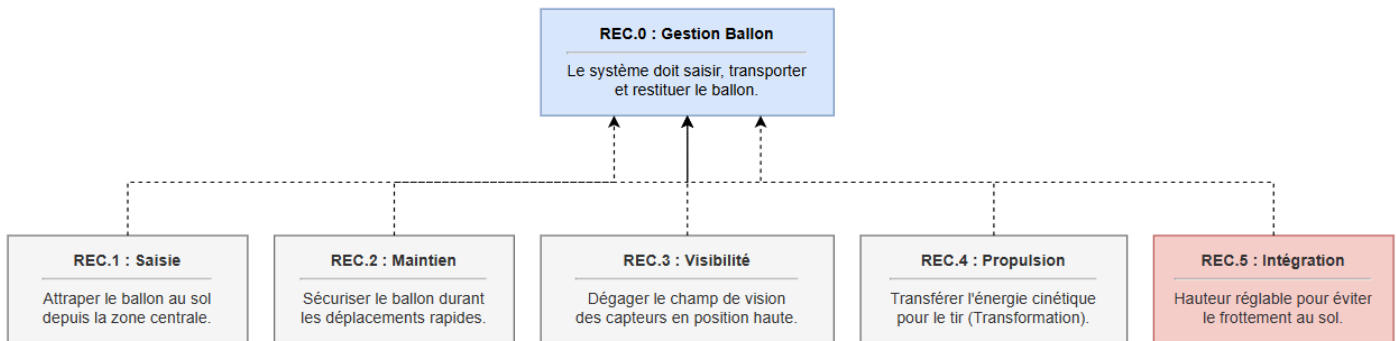 REC.0 : Gestion Ballon
Le système doit saisir, transporter
et restituer le ballon.
REC.1 : Saisie
Attraper le ballon au sol
depuis la zone centrale.
REC.2 : Maintien
Sécuriser le ballon durant
les déplacements rapides.
REC.3 : Visibilité
Dégager le champ de vision
des capteurs en position haute.
REC.4 : Propulsion
Transférer l'énergie cinétique
pour le tir (Transformation).
REC.5 : Intégration
Hauteur réglable pour éviter
le frottement au sol.